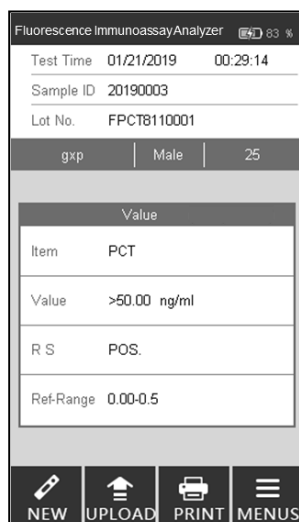 Fluorescence Immunoassay Analyzer 83 %
Test Time 01/21/2019 00:29:14
Sample ID 20190003
Lot No. FPCT8110001
gxp Male 25
Value
Item PCT
Value >50.00 ng/ml
R S POS.
Ref-Range 0.00-0.5
NEW UPLOAD PRINT MENUS